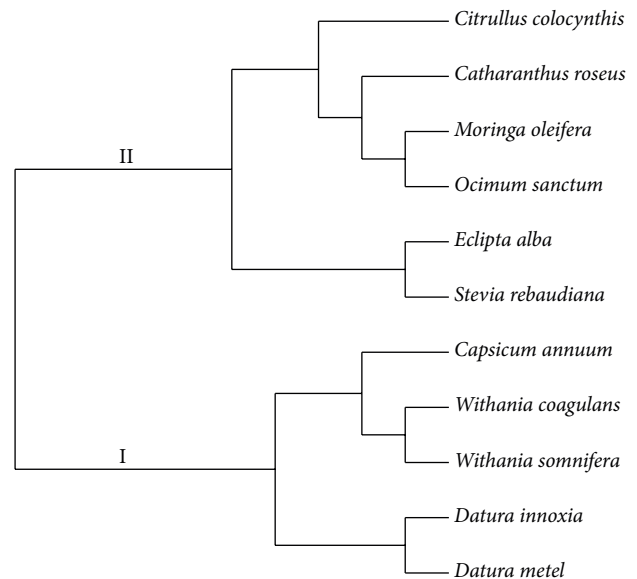 Citrullus colocynthis
Catharanthus roseus
Moringa oleifera
II
Ocimum sanctum
Eclipta alba
Stevia rebaudiana
Capsicum annuum
Withania coagulans
I
Withania somnifera
Datura innoxia
Datura metel